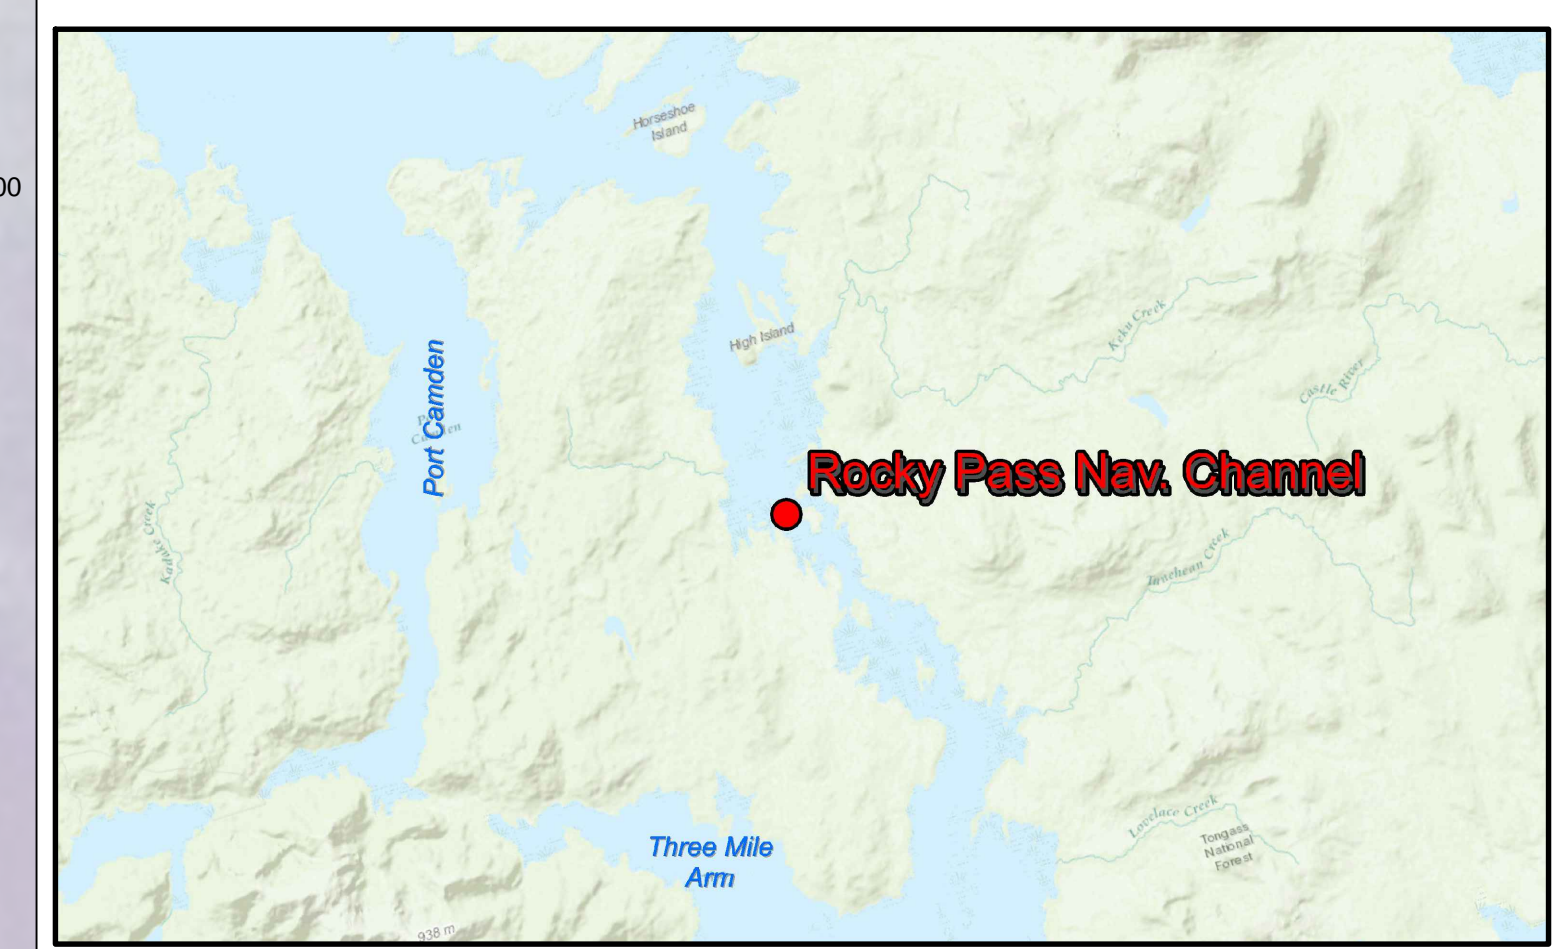 Horseshoe
Island
00
High Island
Keku Creek
Port Camden
Castle River
Rocky Pass Nav. Channel
Kadake Creek
Tunehean Creek
Three Mile
Arm
Lovelace Creek
Tongass
National
Forest
938 m